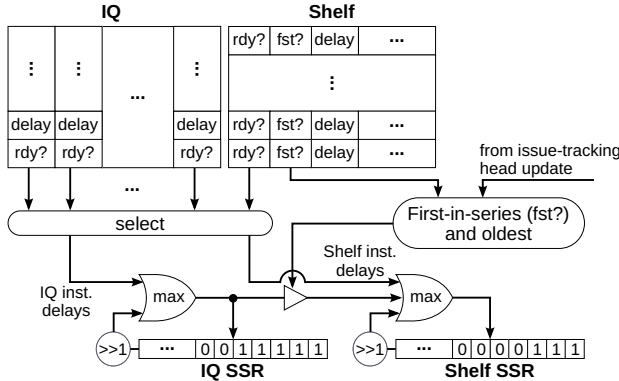 IQ Shelf
rdy? fst? delay ...
⋮ ⋮ ... ⋮ ⋮
delay delay delay rdy? fst? delay ...
rdy? rdy? rdy? rdy? fst? delay ...
from issue-tracking
head update
...
select
First-in-series (fst?)
and oldest
Shelf inst.
delays
IQ inst.
delays
max
max
>>1 ... 0 0 1 1 1 1 1
>>1 ... 0 0 0 0 1 1 1
IQ SSR Shelf SSR